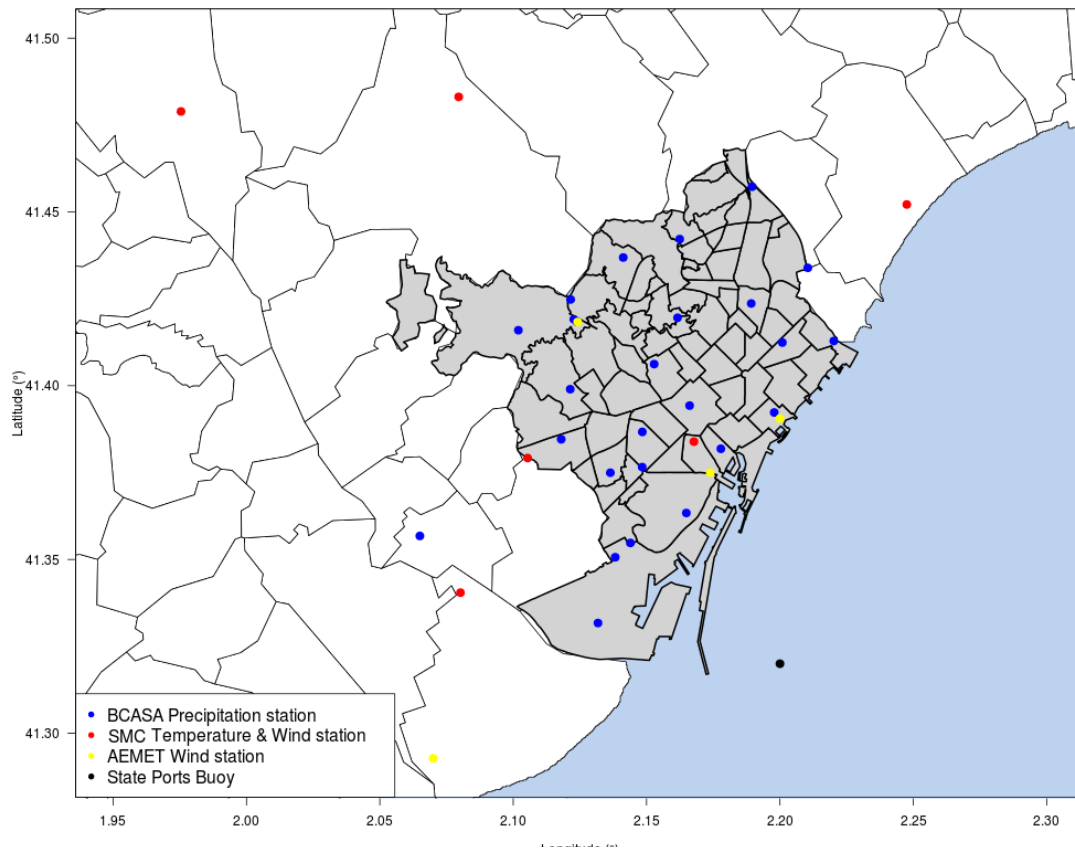 41.50
41.45
41.40
41.35
41.30
Latitude (°)
BCASA Precipitation station
SMC Temperature & Wind station
AEMET Wind station
State Ports Buoy
1.95 2.00 2.05 2.10 2.15 2.20 2.25 2.30
Longitude (°)